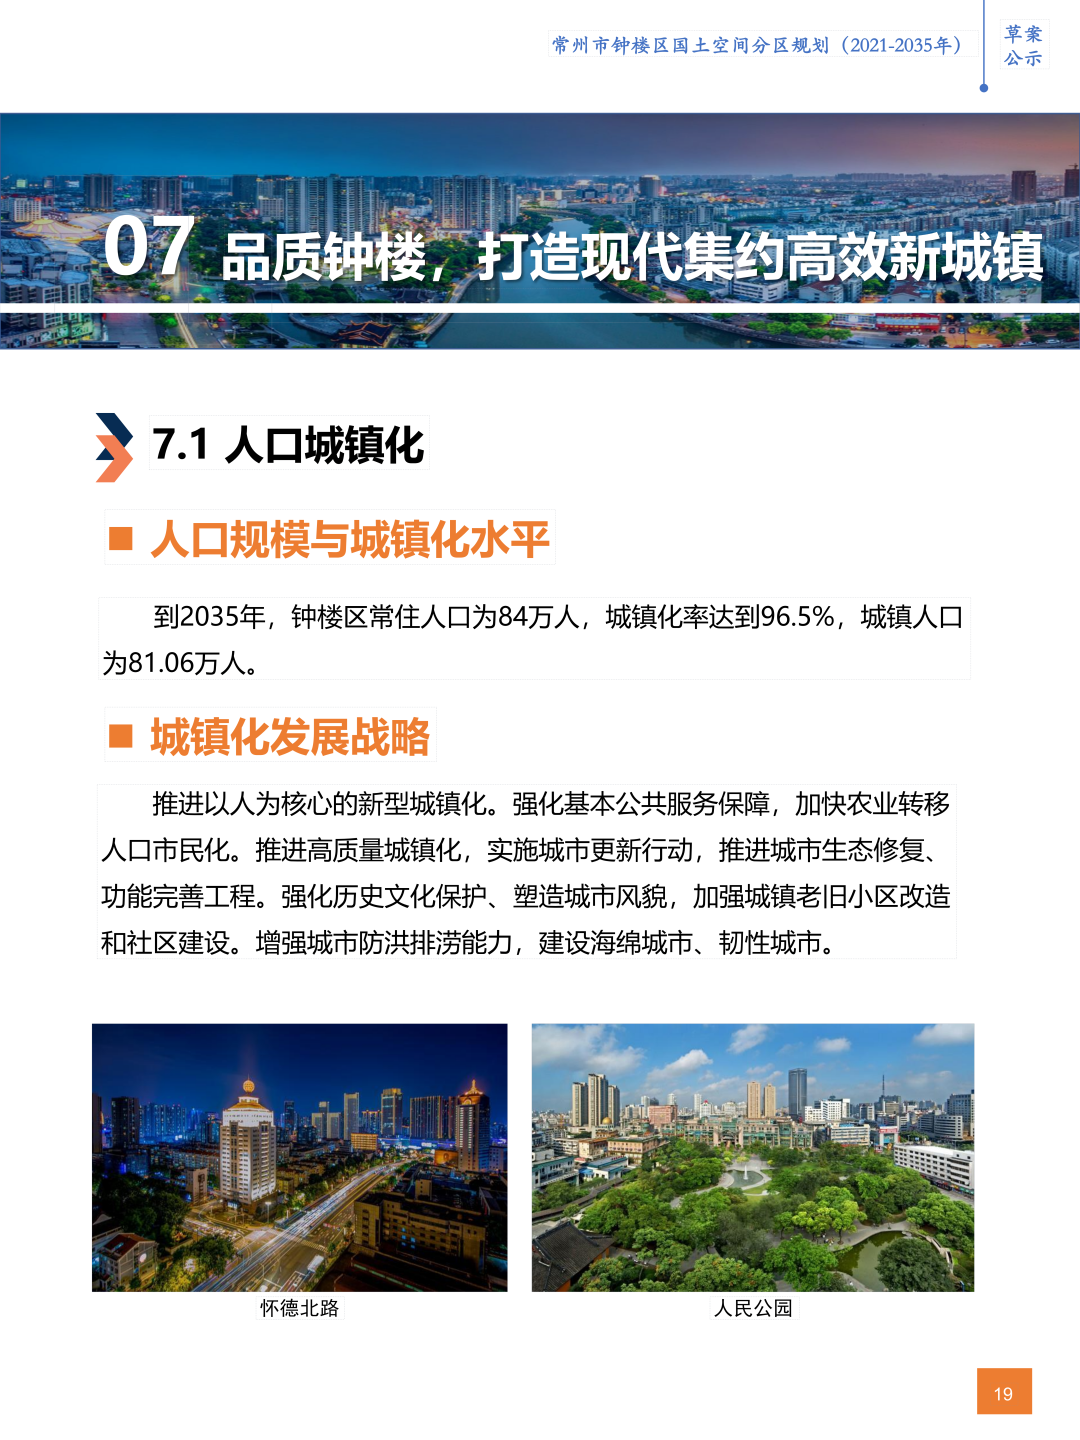 常州市钟楼区国土空间分区规划（2021-2035年）
草案
公示
07 品质钟楼，打造现代集约高效新城镇
7.1 人口城镇化
■ 人口规模与城镇化水平
到2035年，钟楼区常住人口为84万人，城镇化率达到96.5%，城镇人口
为81.06万人。
■ 城镇化发展战略
推进以人为核心的新型城镇化。强化基本公共服务保障，加快农业转移
人口市民化。推进高质量城镇化，实施城市更新行动，推进城市生态修复、
功能完善工程。强化历史文化保护、塑造城市风貌，加强城镇老旧小区改造
和社区建设。增强城市防洪排涝能力，建设海绵城市、韧性城市。
怀德北路
人民公园
19